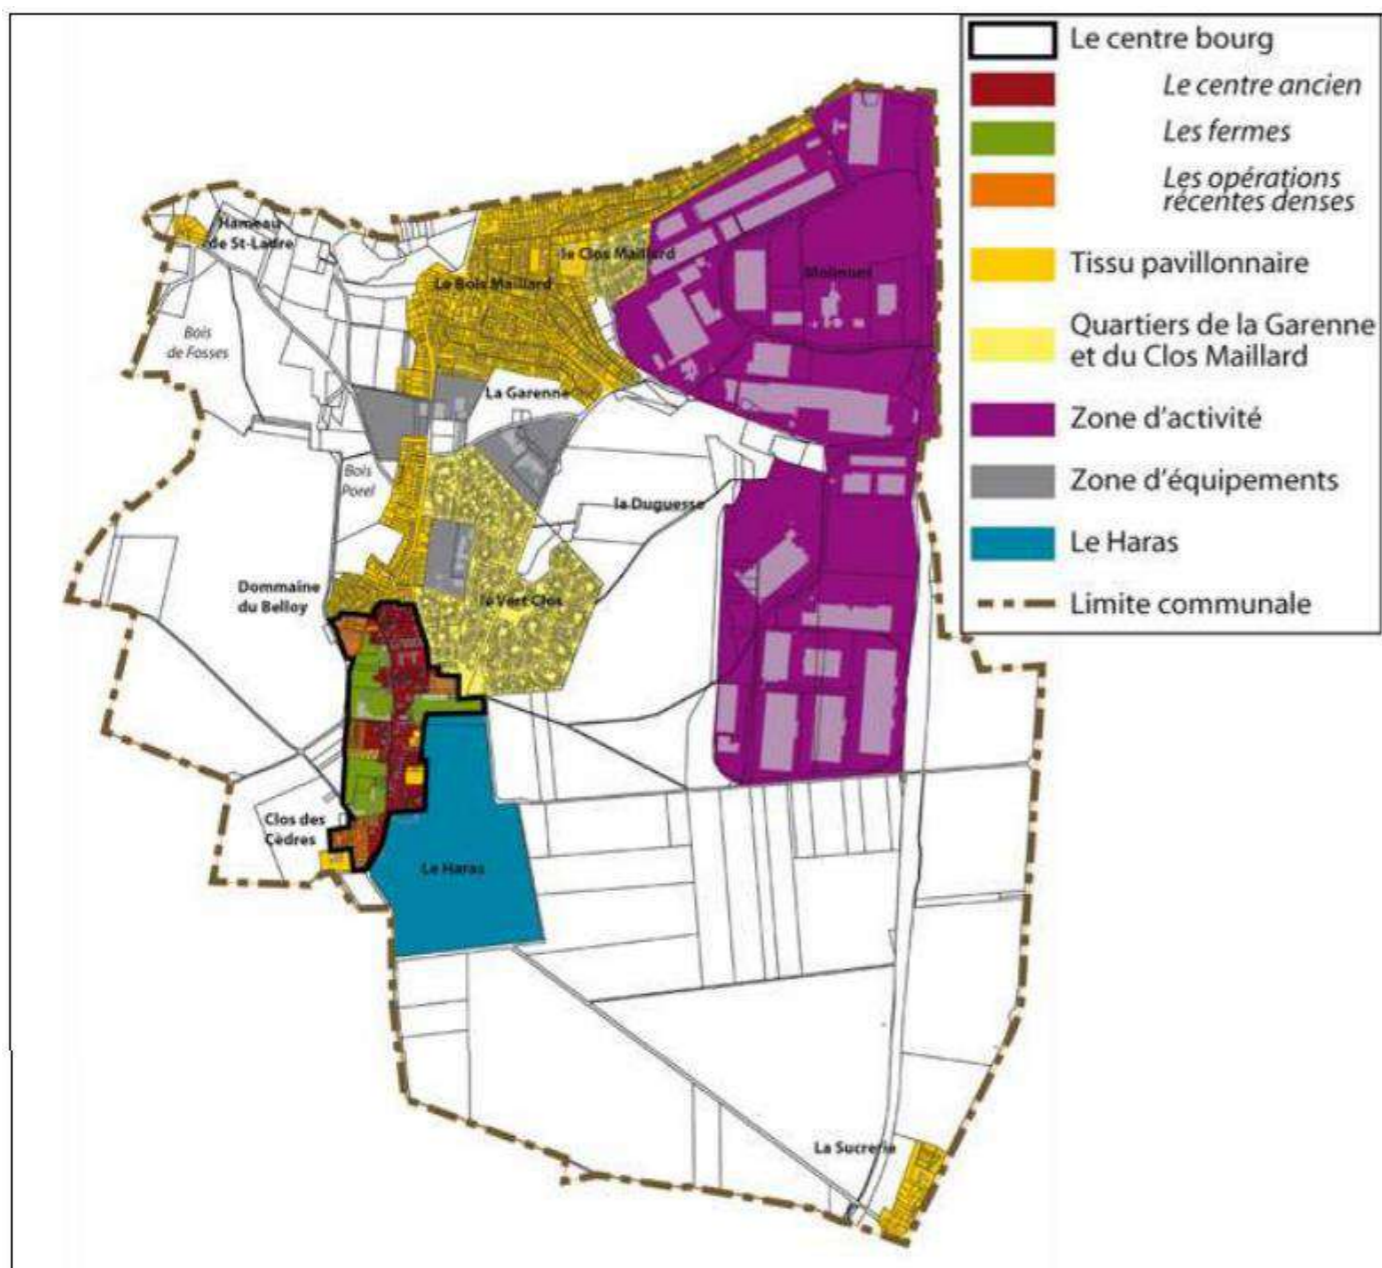 Le centre bourg
Le centre ancien
Les fermes
Les opérations
récentes denses
Tissu pavillonnaire
Quartiers de la Garenne
et du Clos Maillard
Zone d'activité
Zone d'équipements
Le Haras
Limite communale
Hameau
de St-Ladre
le Clos Maillard
Le Bois Maillard
Bois
de Fosses
La Garenne
Bois
Porel
la Duguesse
Dommaine
du Belloy
le Vert Clos
Clos des
Cèdres
Le Haras
La Sucrerie